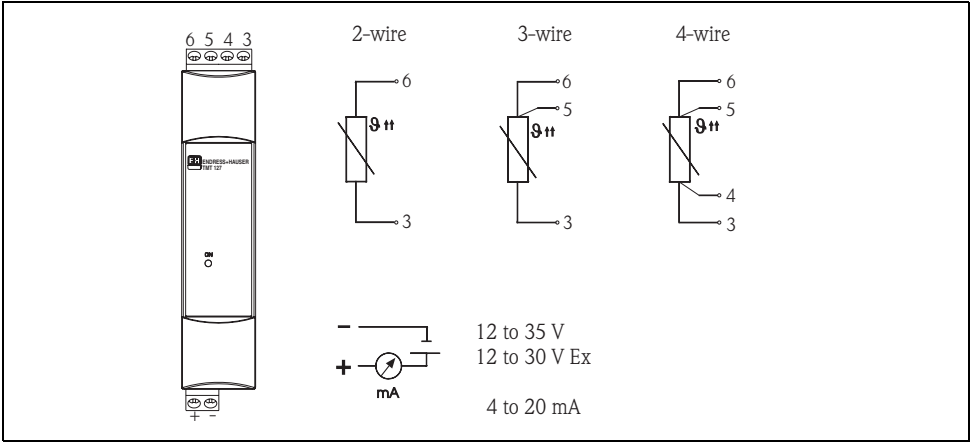 6 5 4 3
2-wire
3-wire
4-wire
6
3
ϑ
6
5
3
ϑ
6
5
4
3
ϑ
EH ENDRESS+HAUSER
TMT 127
ON
-
+
mA
12 to 35 V
12 to 30 V Ex
4 to 20 mA
+ -